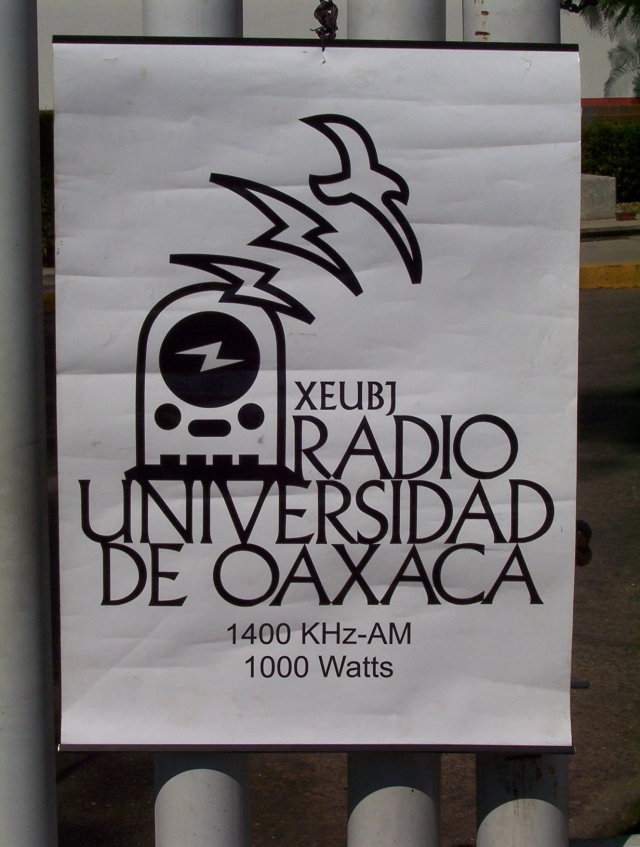 XEUBJ
RADIO
UNIVERSIDAD
DE OAXACA
1400 KHz-AM
1000 Watts